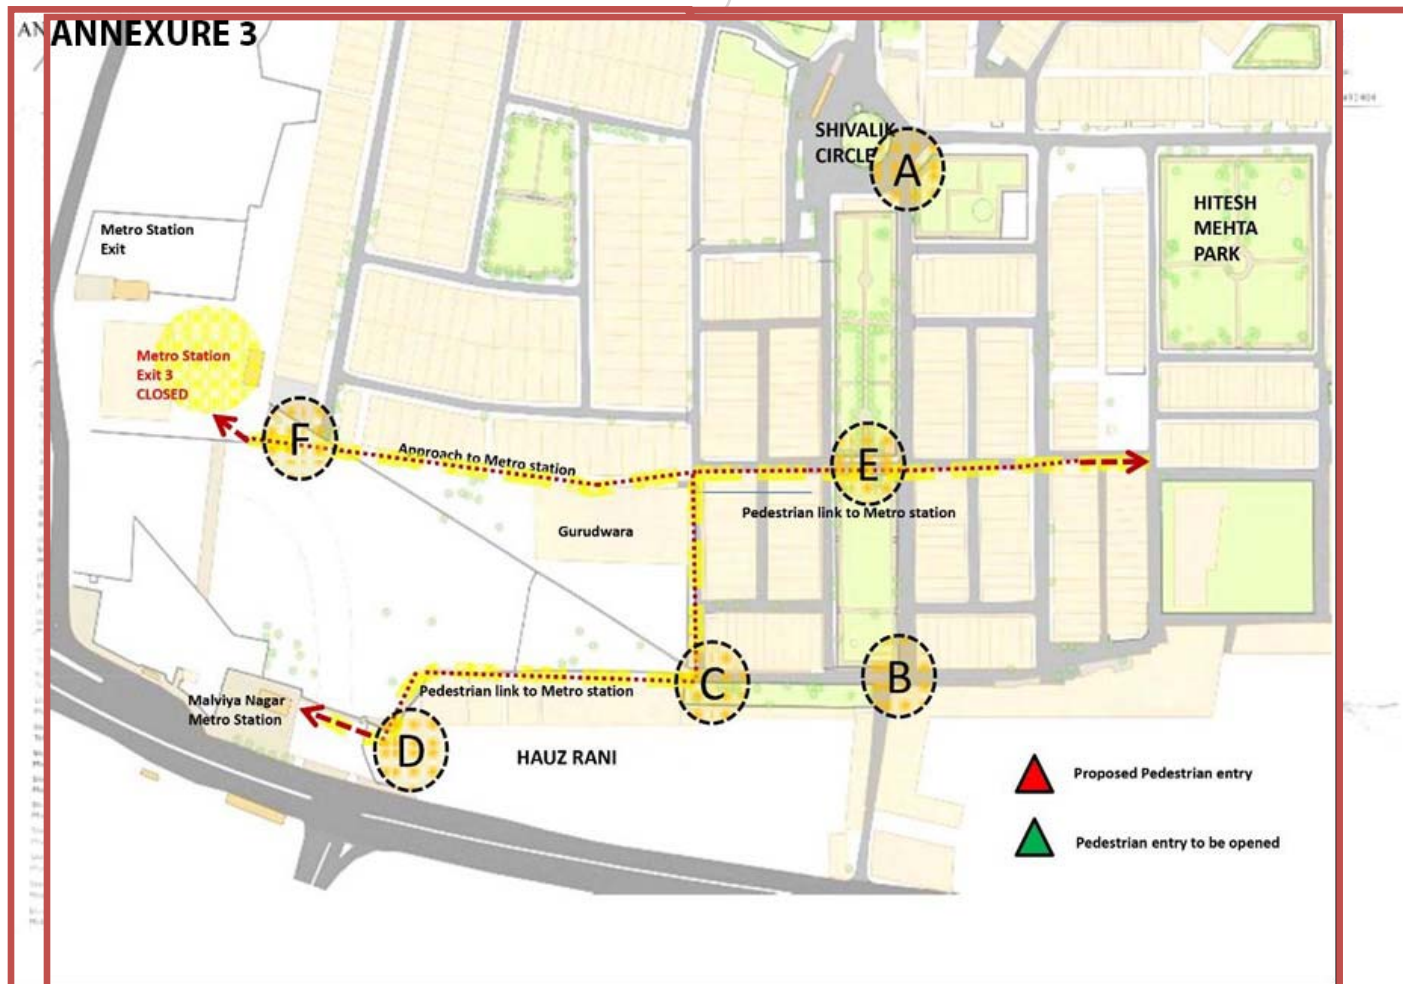 AN
ANNEXURE 3
SHIVALIK
CIRCLE
A
HITESH
MEHTA
PARK
Metro Station
Exit
Metro Station
Exit 3
CLOSED
F
Approach to Metro station
E
Pedestrian link to Metro station
Gurudwara
C
B
Pedestrian link to Metro station
Malviya Nagar
Metro Station
D
HAUZ RANI
Proposed Pedestrian entry
Pedestrian entry to be opened